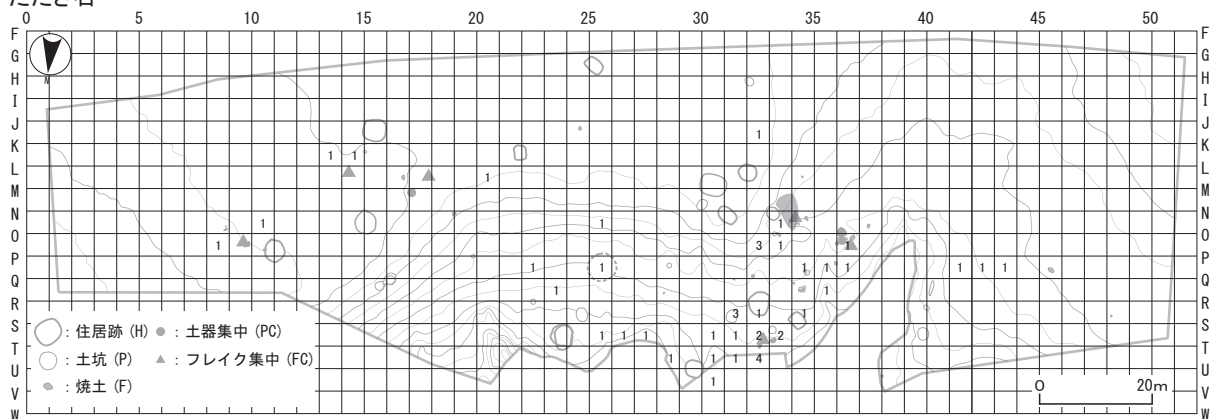 たたき石
0 5 10 15 20 25 30 35 40 45 50
F F
G G
N
H H
I I
J J
1
K K
1 1
L L
1
M M
N N
1 1 1
O O
1 3 1 1
P P
1 1 1 1 1 1 1 1
Q Q
1 1
R R
3 1 1
S S
1 1 1 1 1 2 2
T T
1 1 1 4
U U
1
V V
W W
: 住居跡 (H)
: 土坑 (P)
: 焼土 (F)
: 土器集中 (PC)
: フレイク集中 (FC)
0 20m